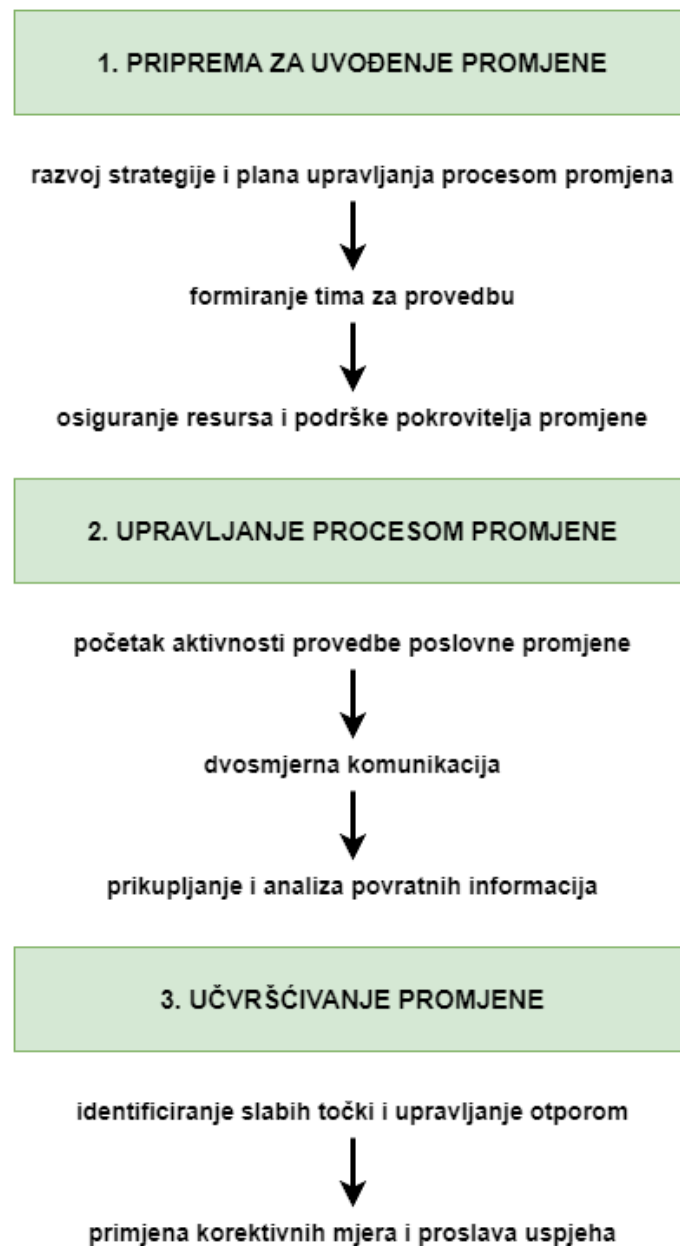 1. PRIPREMA ZA UVOĐENJE PROMJENE
razvoj strategije i plana upravljanja procesom promjena
formiranje tima za provedbu
osiguranje resursa i podrške pokrovitelja promjene
2. UPRAVLJANJE PROCESOM PROMJENE
početak aktivnosti provedbe poslovne promjene
dvosmjerna komunikacija
prikupljanje i analiza povratnih informacija
3. UČVRŠĆIVANJE PROMJENE
identificiranje slabih točki i upravljanje otporom
primjena korektivnih mjera i proslava uspjeha